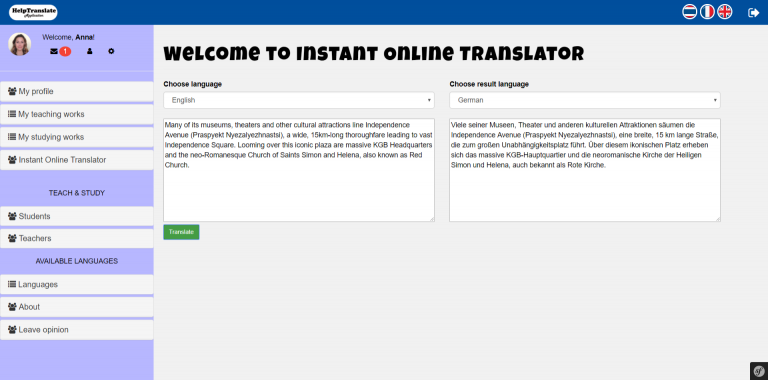 HelpTranslate
Application
Welcome, Anna!
1
My profile
My teaching works
My studying works
Instant Online Translator
TEACH & STUDY
Students
Teachers
AVAILABLE LANGUAGES
Languages
About
Leave opinion
WELCOME TO INSTANT ONLINE TRANSLATOR
Choose language
English
Many of its museums, theaters and other cultural attractions line Independence
Avenue (Praspyekt Nyezalyezhnastsi), a wide, 15km-long thoroughfare leading to vast
Independence Square. Looming over this iconic plaza are massive KGB Headquarters
and the neo-Romanesque Church of Saints Simon and Helena, also known as Red
Church.
Translate
Choose result language
German
Viele seiner Museen, Theater und anderen kulturellen Attraktionen säumen die
Independence Avenue (Praspyekt Nyezalyezhnastsi), eine breite, 15 km lange Straße,
die zum großen Unabhängigkeitsplatz führt. Über diesem ikonischen Platz erheben
sich das massive KGB-Hauptquartier und die neoromanische Kirche der Heiligen
Simon und Helena, auch bekannt als Rote Kirche.